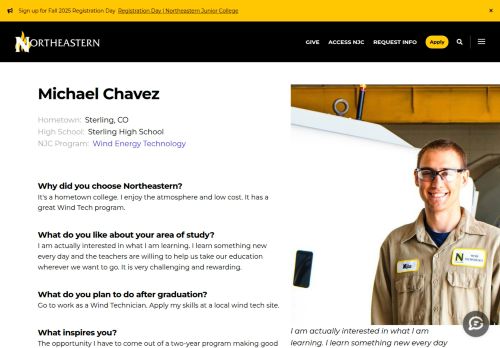 Sign up for Fall 2025 Registration Day Registration Day | Northeastern Junior College ×
NORTHEASTERN GIVE ACCESS NJC REQUEST INFO Apply
Michael Chavez
Hometown: Sterling, CO
High School: Sterling High School
NJC Program: Wind Energy Technology
Why did you choose Northeastern?
It's a hometown college. I enjoy the atmosphere and low cost. It has a
great Wind Tech program.
What do you like about your area of study?
I am actually interested in what I am learning. I learn something new
every day and the teachers are willing to help us take our education
wherever we want to go. It is very challenging and rewarding.
What do you plan to do after graduation?
Go to work as a Wind Technician. Apply my skills at a local wind tech site.
What inspires you?
The opportunity I have to come out of a two-year program making good
N
I am actually interested in what I am
learning. I learn something new every day